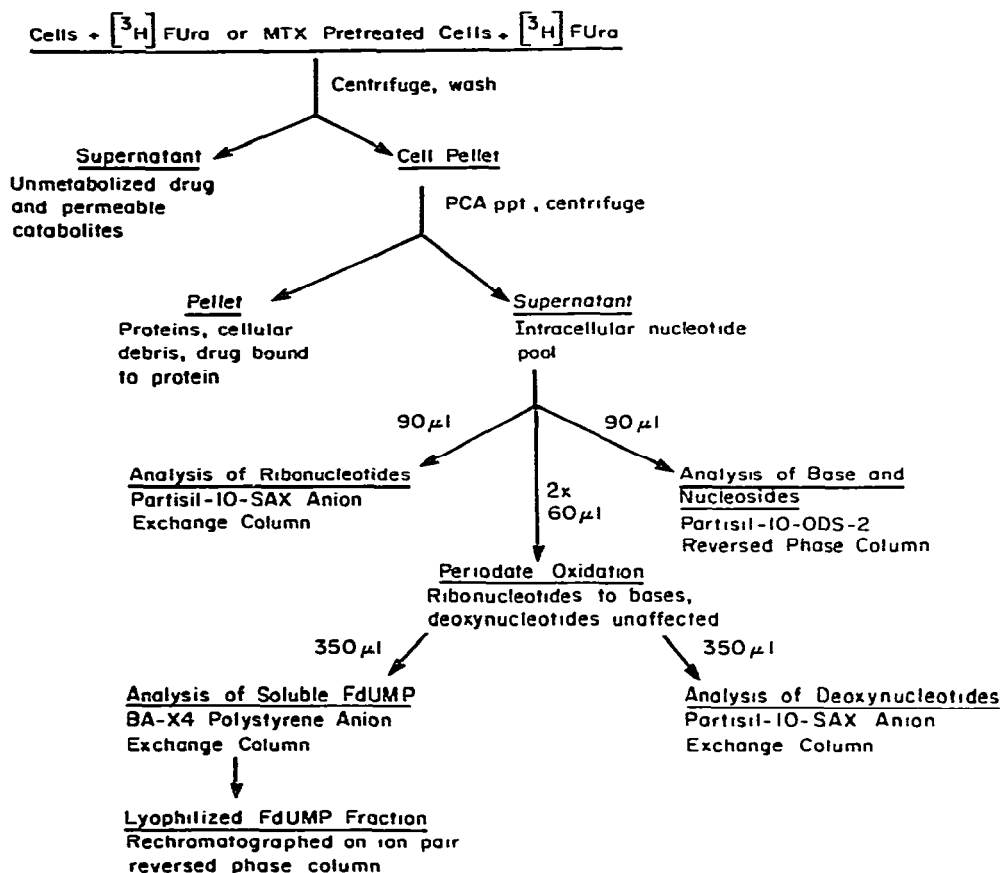 Cells + [³H] FUra or MTX Pretreated Cells + [³H] FUra
Centrifuge, wash
Supernatant
Unmetabolized drug
and permeable
catabolites
Cell Pellet
PCA ppt, centrifuge
Pellet
Proteins, cellular
debris, drug bound
to protein
Supernatant
Intracellular nucleotide
pool
90 μl
90 μl
2x
60 μl
Analysis of Ribonucleotides
Partisil-10-SAX Anion
Exchange Column
Analysis of Base and
Nucleosides
Partisil-10-ODS-2
Reversed Phase Column
Periodate Oxidation
Ribonucleotides to bases,
deoxynucleotides unaffected
350 μl
350 μl
Analysis of Soluble FdUMP
BA-X4 Polystyrene Anion
Exchange Column
Analysis of Deoxynucleotides
Partisil-10-SAX Anion
Exchange Column
Lyophilized FdUMP Fraction
Rechromatographed on ion pair
reversed phase column